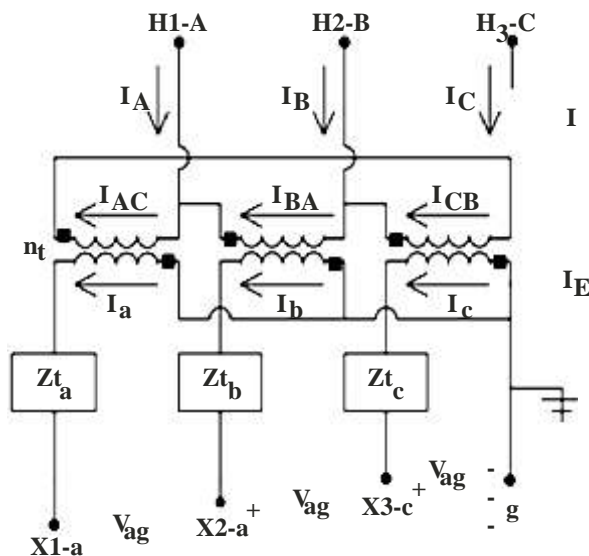 H1-A H2-B H3-C
IA IB IC I
IAC IBA ICB
nt
Ia Ib Ic IE
Zta Ztb Ztc
Vag X2-a + Vag X3-c + Vag - g
X1-a -